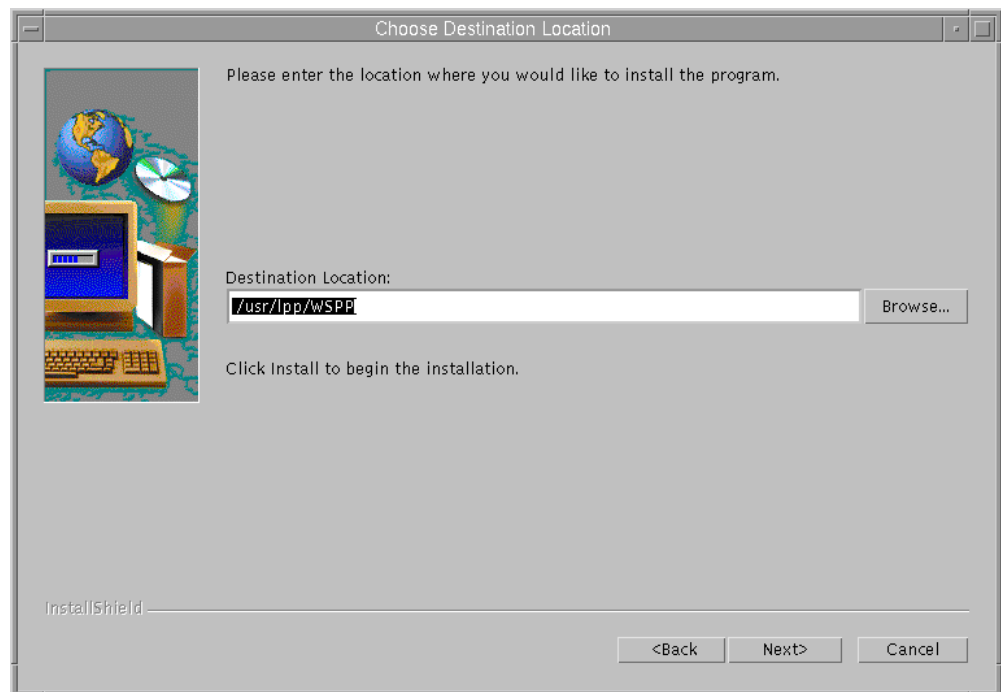 Choose Destination Location
Please enter the location where you would like to install the program.
Destination Location:
/usr/lpp/WSPP
Browse...
Click Install to begin the installation.
InstallShield
<Back
Next>
Cancel